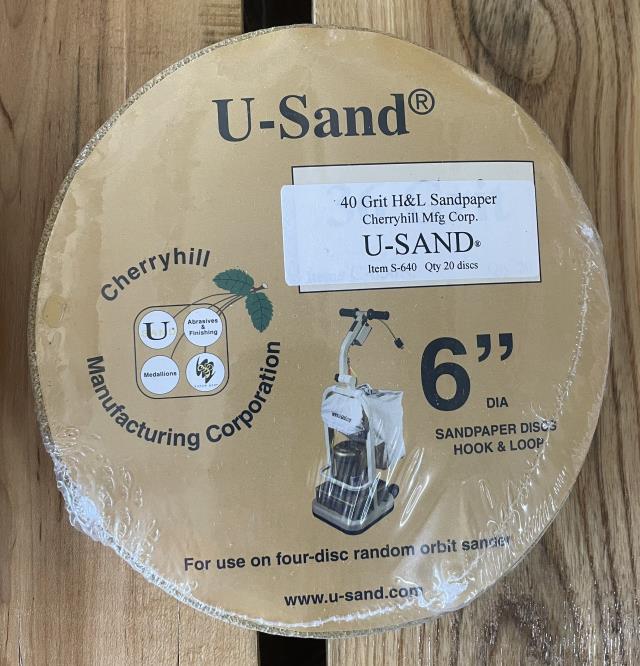 U-Sand®
40 Grit H&L Sandpaper
Cherryhill Mfg Corp.
U-SAND®
Item S-640 Qty 20 discs
Cherryhill
U
Abrasives
&
Finishing
Medallions
Manufacturing Corporation
6”
DIA
SANDPAPER DISCS
HOOK & LOOP
For use on four-disc random orbit sander
www.u-sand.com